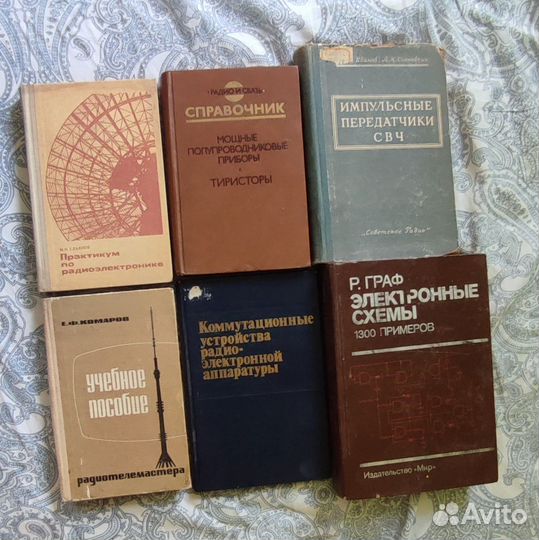 Практикум
по
радиоэлектронике
РАДИО И СВЯЗЬ
СПРАВОЧНИК
МОЩНЫЕ
ПОЛУПРОВОДНИКОВЫЕ
ПРИБОРЫ
ТИРИСТОРЫ
ИМПУЛЬСНЫЕ
ПЕРЕДАТЧИКИ
СВЧ
„Советское Радио"
Е.Ф.КОМАРОВ
УЧЕБНОЕ
ПОСОБИЕ
радиотелемастера
Коммутационные
устройства
радио-
электронной
аппаратуры
Р. ГРАФ
ЭЛЕКТРОННЫЕ
СХЕМЫ
1300 ПРИМЕРОВ
Издательство «Мир»
Avito